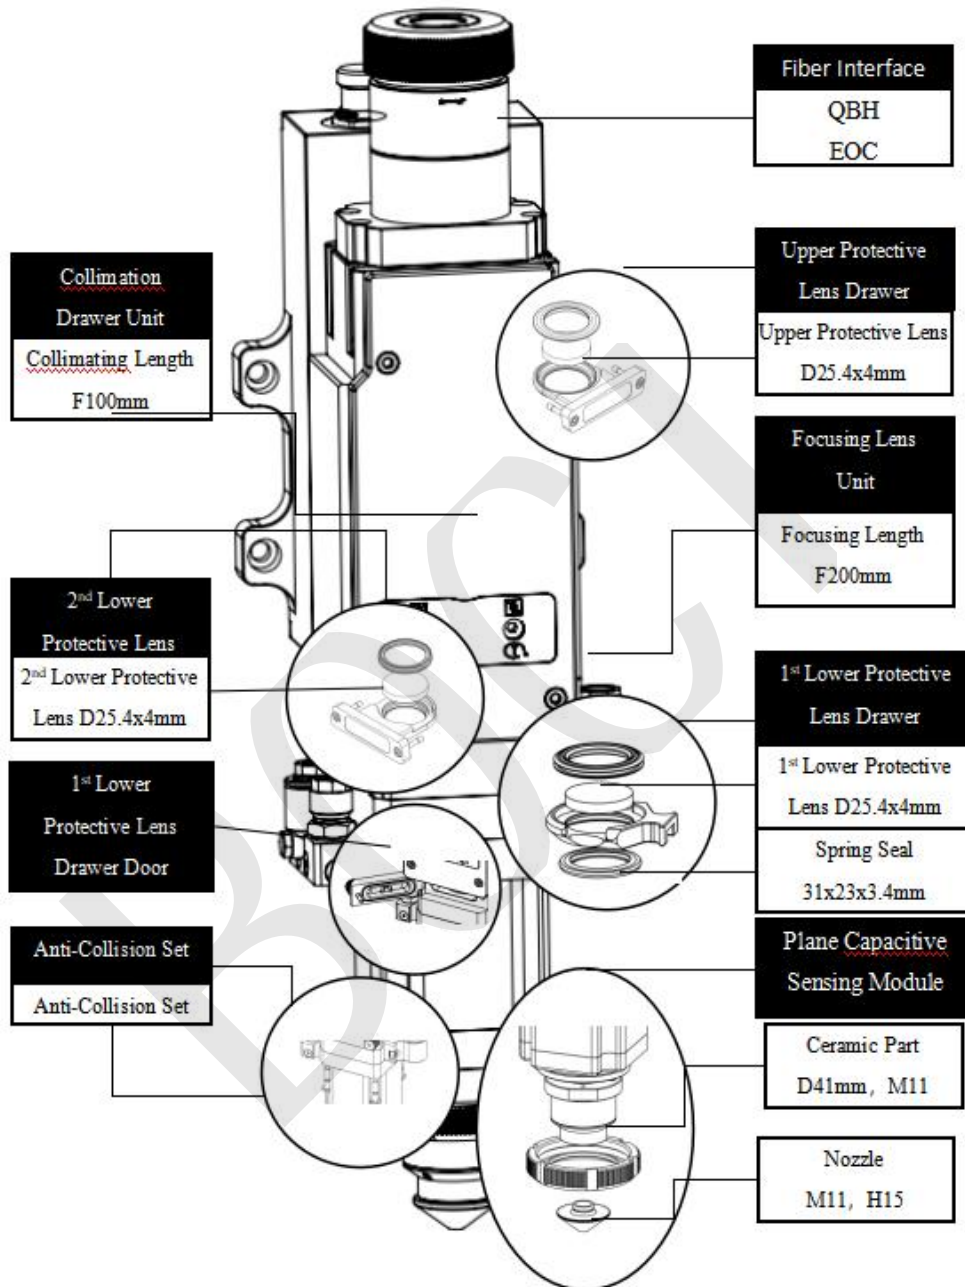 Fiber Interface
QBH
EOC
Upper Protective
Lens Drawer
Upper Protective Lens
D25.4x4mm
Collimation
Drawer Unit
Collimating Length
F100mm
Focusing Lens
Unit
Focusing Length
F200mm
2nd Lower
Protective Lens
2nd Lower Protective
Lens D25.4x4mm
1st Lower Protective
Lens Drawer
1st Lower Protective
Lens D25.4x4mm
Spring Seal
31x23x3.4mm
1st Lower
Protective Lens
Drawer Door
Anti-Collision Set
Anti-Collision Set
Plane Capacitive
Sensing Module
Ceramic Part
D41mm, M11
Nozzle
M11, H15
BOCI